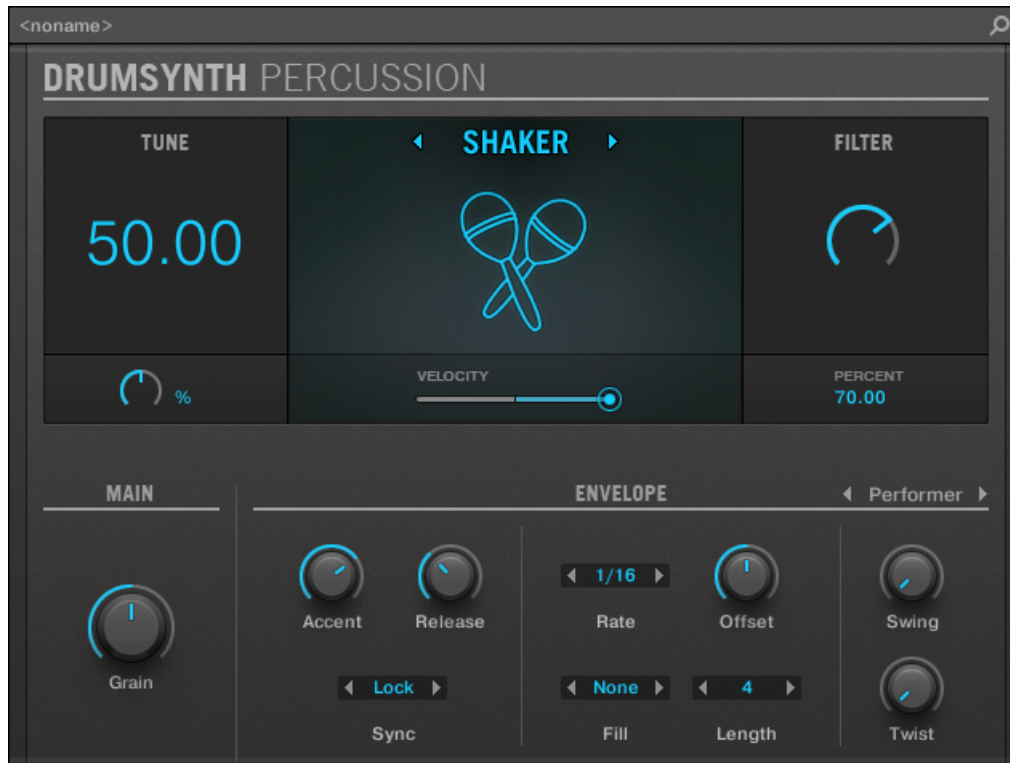 <noname>
DRUMSYNTH PERCUSSION
TUNE
SHAKER
FILTER
50.00
%
VELOCITY
PERCENT
70.00
MAIN
ENVELOPE
Performer
Accent
Release
1/16
Rate
Offset
Swing
Grain
Lock
Sync
None
Fill
4
Length
Twist